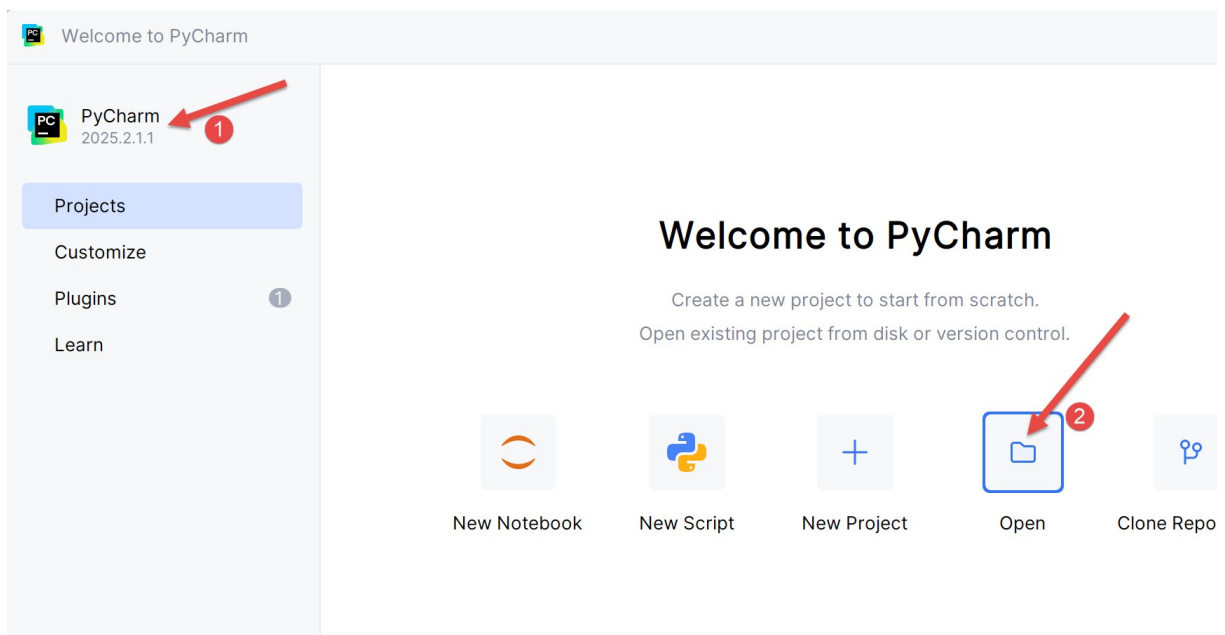 PC Welcome to PyCharm
PC
PyCharm
2025.2.1.1
1
Projects
Customize
Plugins 1
Learn
Welcome to PyCharm
Create a new project to start from scratch.
Open existing project from disk or version control.
2
New Notebook
New Script
New Project
Open
Clone Repo